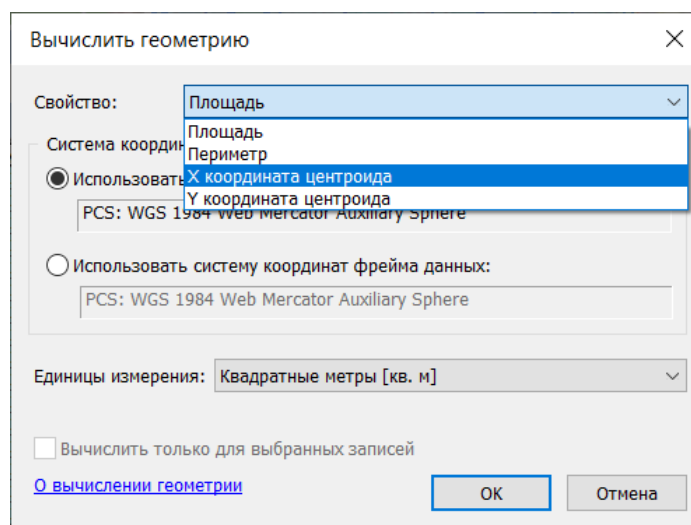 Вычислить геометрию
Свойство: Площадь
Площадь
Периметр
X координата центроида
Y координата центроида
Система координ
Использовать
PCS: WGS 1984 Web Mercator Auxiliary Sphere
Использовать систему координат фрейма данных:
PCS: WGS 1984 Web Mercator Auxiliary Sphere
Единицы измерения: Квадратные метры [кв. м]
Вычислить только для выбранных записей
О вычислении геометрии
OK Отмена